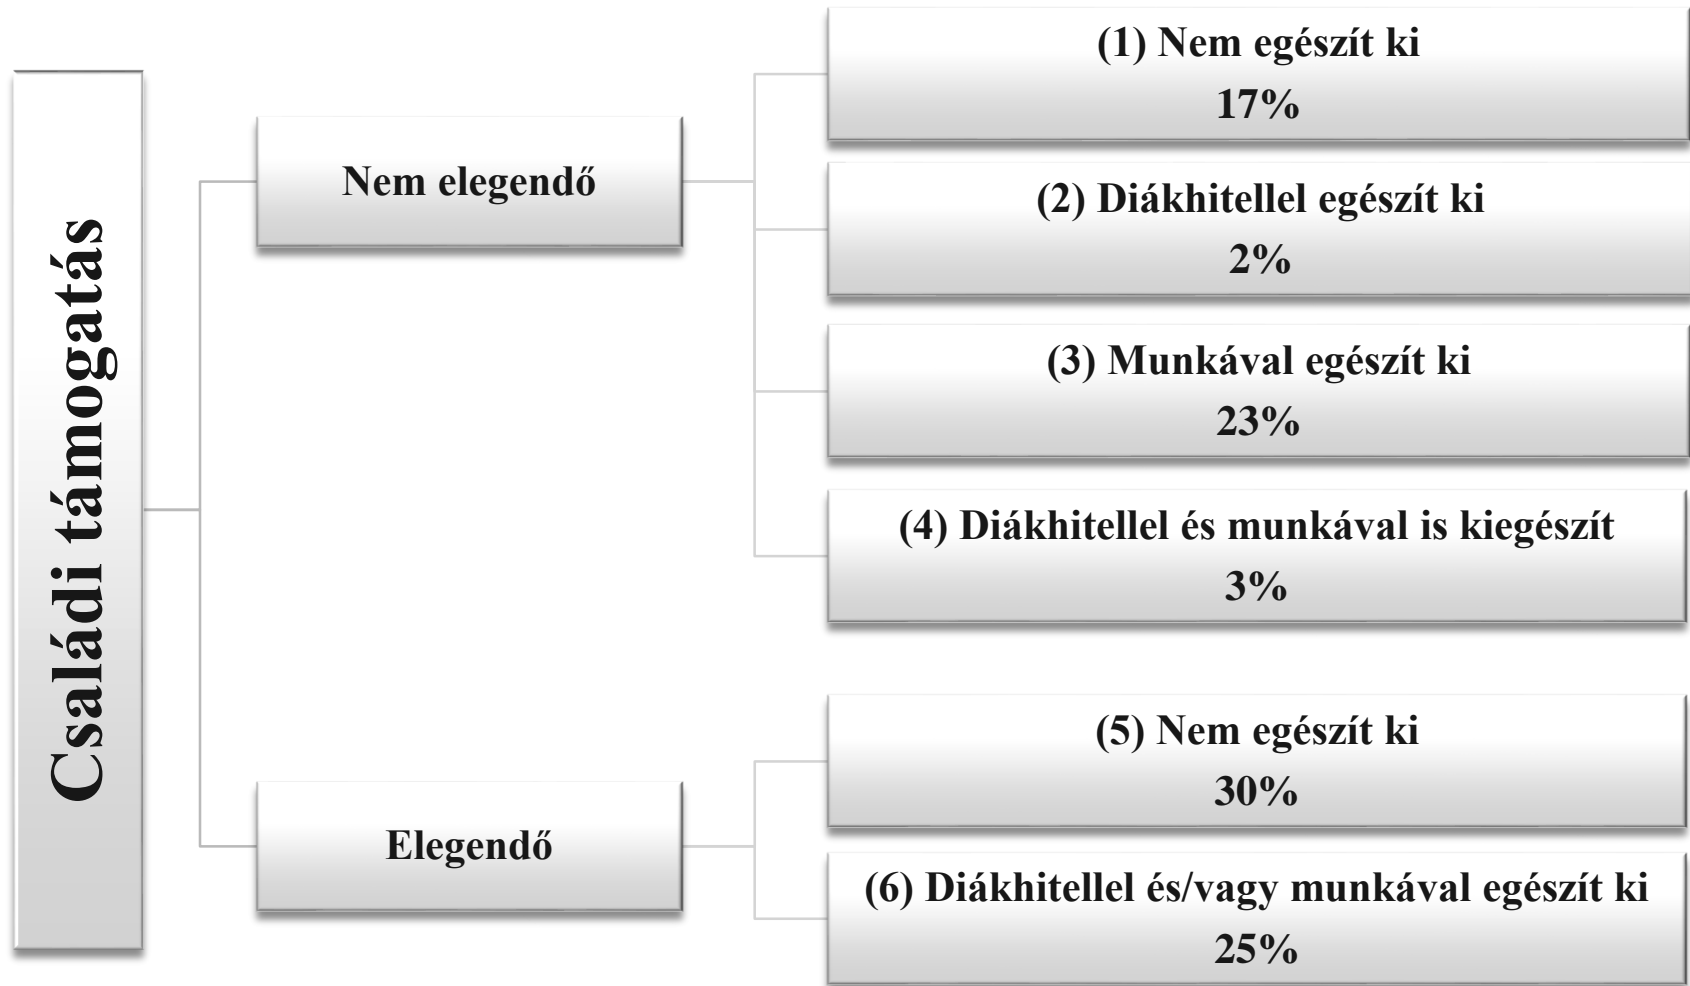 Családi támogatás
Nem elegendő
(1) Nem egészít ki
17%
(2) Diákhitellel egészít ki
2%
(3) Munkával egészít ki
23%
(4) Diákhitellel és munkával is kiegészít
3%
Elegendő
(5) Nem egészít ki
30%
(6) Diákhitellel és/vagy munkával egészít ki
25%